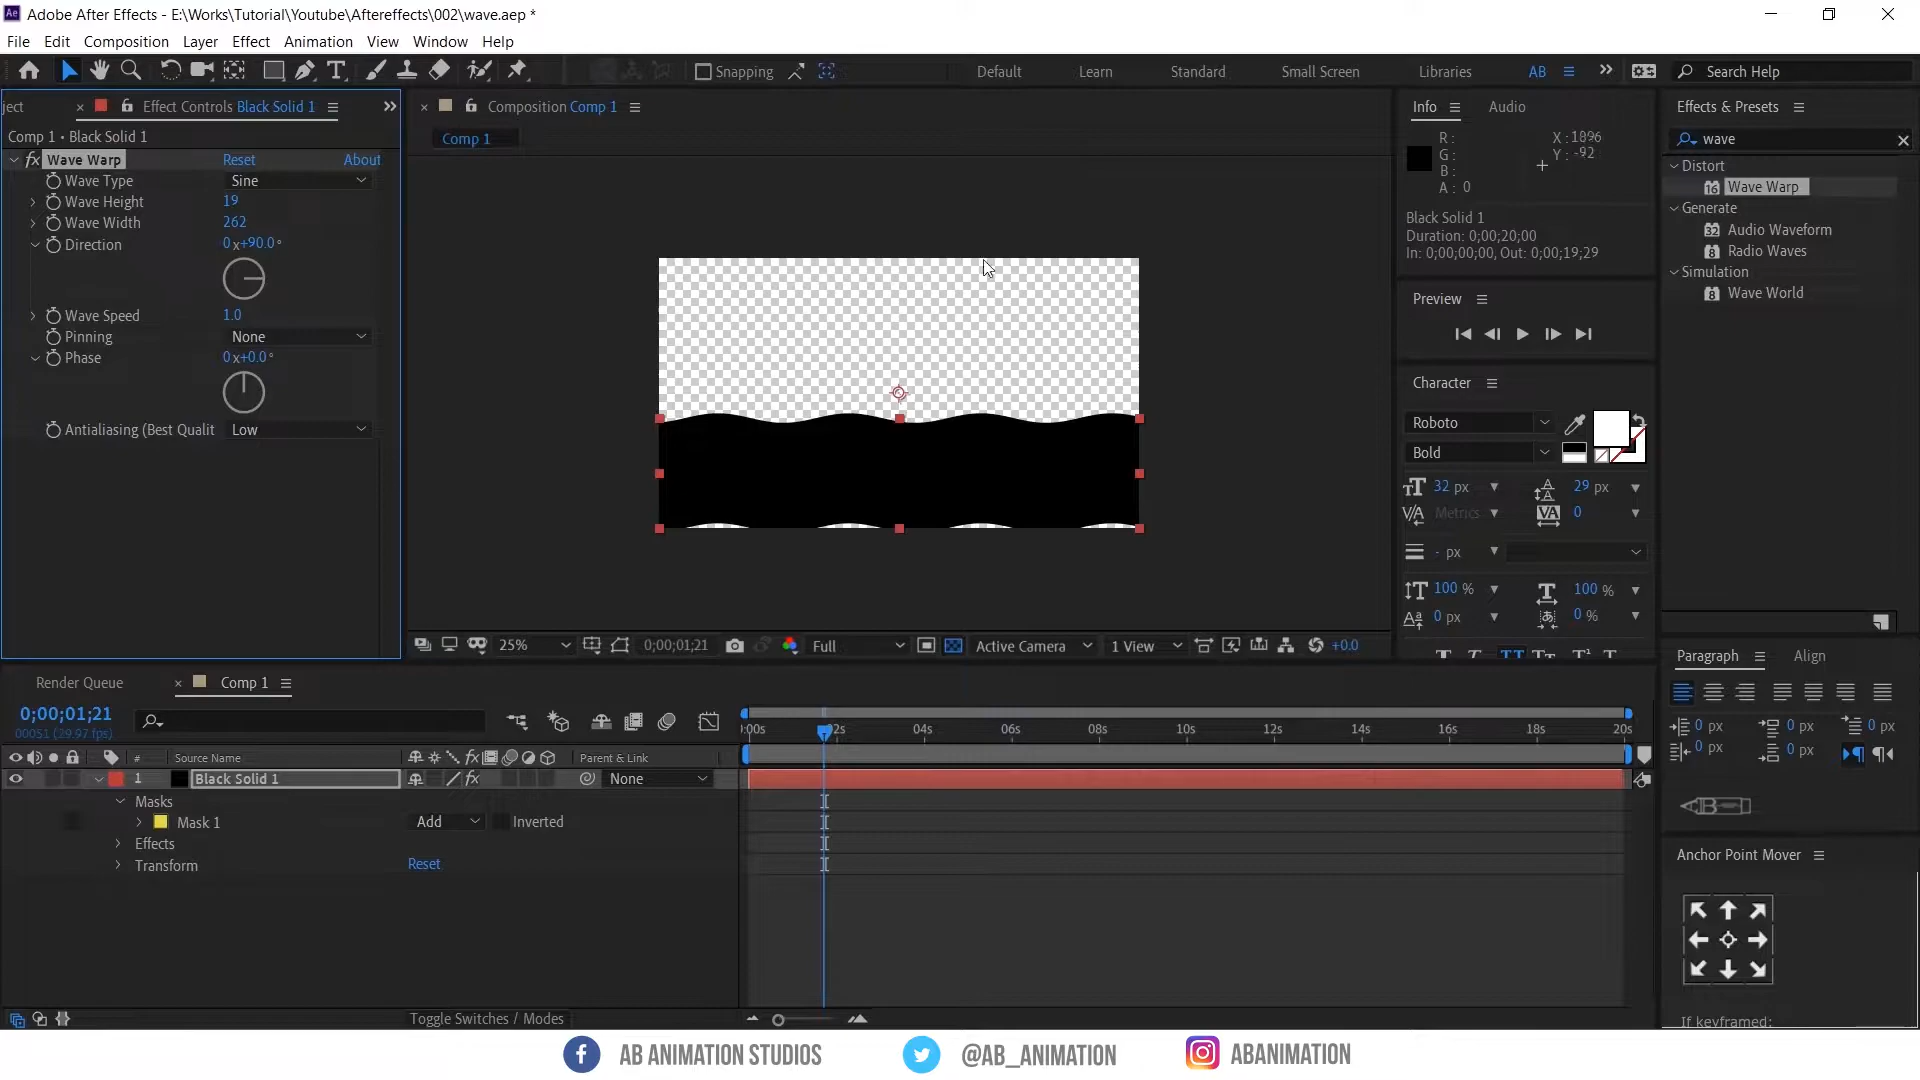 Adobe After Effects - E:\Works\Tutorial\Youtube\Aftereffects\002\wave.aep *
File Edit Composition Layer Effect Animation View Window Help
Snapping
Default Learn Standard Small Screen Libraries AB
Search Help
ject Effect Controls Black Solid 1
Comp 1 • Black Solid 1
fx Wave Warp Reset About
Wave Type Sine
Wave Height 19
Wave Width 262
Direction 0x+90.0°
Wave Speed 1.0
Pinning None
Phase 0x+0.0°
Antialiasing (Best Qualit Low
Composition Comp 1
Comp 1
25% 0;00;01;21 Full Active Camera 1 View +0.0
Info Audio
R: X:1896
G: Y:-92
B:
A: 0
Black Solid 1
Duration: 0;00;20;00
In: 0;00;00;00, Out: 0;00;19;29
Preview
Character
Roboto
Bold
32 px 29 px
Metrics 0
- px
100 % 100 %
0 px 0 %
Effects & Presets
wave
Distort
16 Wave Warp
Generate
32 Audio Waveform
8 Radio Waves
Simulation
8 Wave World
Paragraph Align
0 px 0 px 0 px
0 px 0 px
Anchor Point Mover
If keyframed:
Render Queue Comp 1
0;00;01;21
00051 (29.97 fps)
# Source Name fx Parent & Link
1 Black Solid 1 fx None
Masks
Mask 1 Add Inverted
Effects
Transform Reset
:00s 02s 04s 06s 08s 10s 12s 14s 16s 18s 20s
Toggle Switches / Modes
AB ANIMATION STUDIOS @AB_ANIMATION ABANIMATION